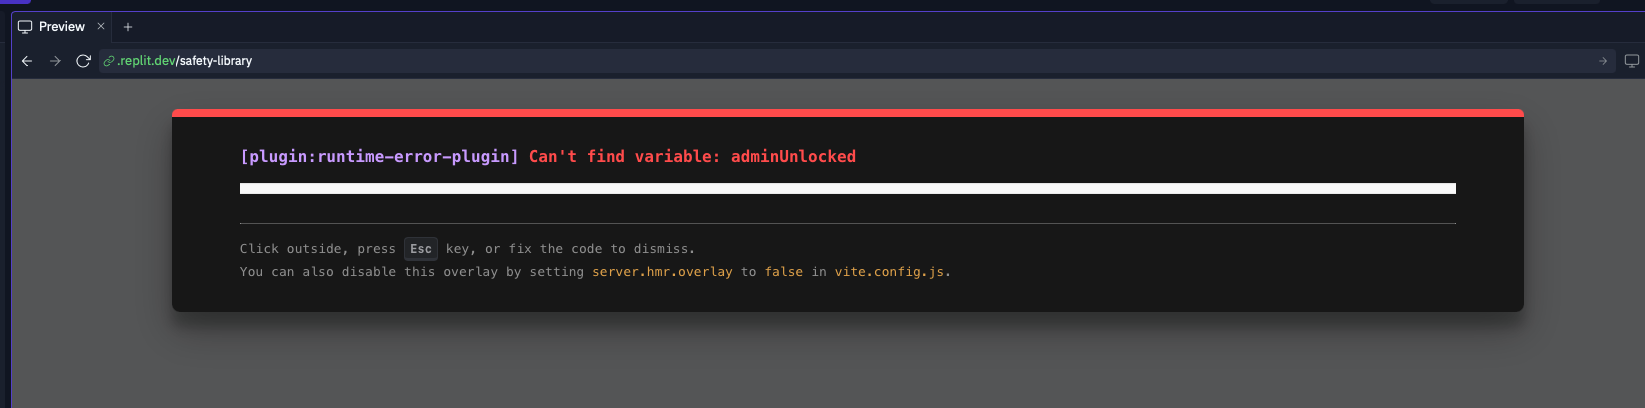 Preview
.replit.dev/safety-library
[plugin:runtime-error-plugin] Can't find variable: adminUnlocked
Click outside, press Esc key, or fix the code to dismiss.
You can also disable this overlay by setting server.hmr.overlay to false in vite.config.js.